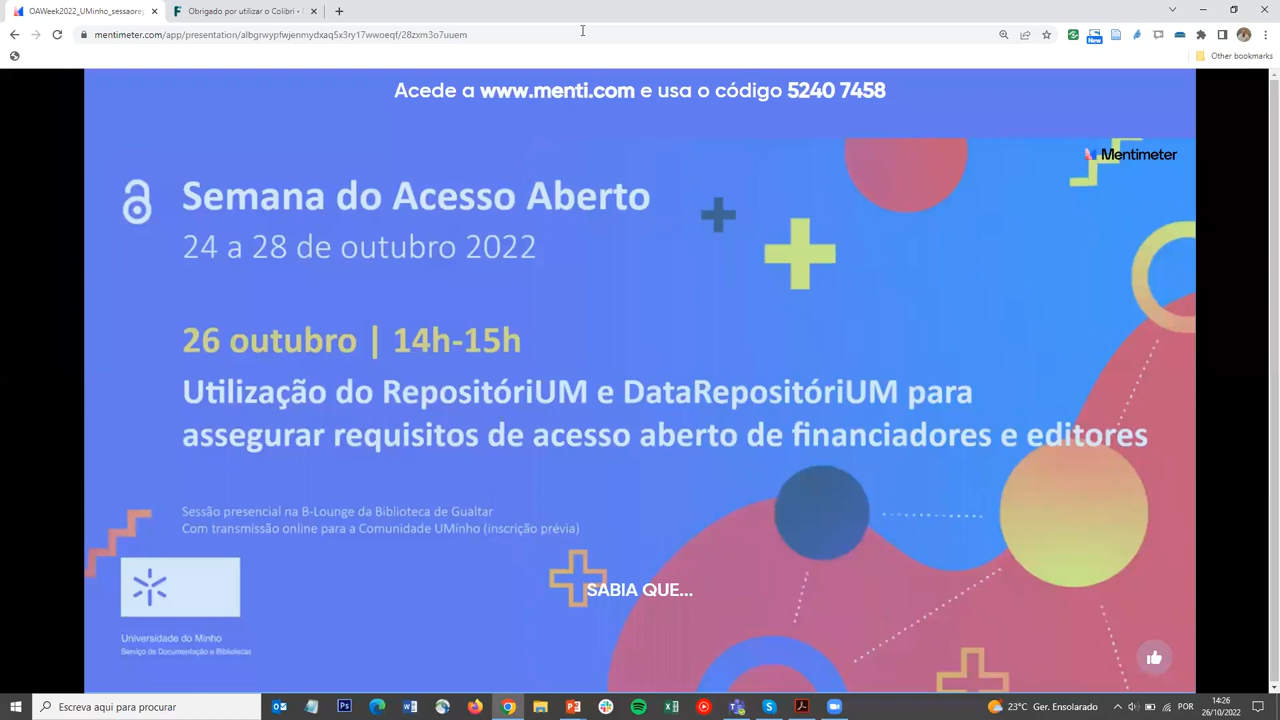 OAWeek2022_UMinho_sessaore
Obrigado por utilizar o Colibri -
mentimeter.com/app/presentation/albgrwypfwjenmydxaq5x3ry17wwoeqf/28zxm3o7uuem
New
Other bookmarks
Acede a www.menti.com e usa o código 5240 7458
Mentimeter
Semana do Acesso Aberto
24 a 28 de outubro 2022
26 outubro | 14h-15h
Utilização do RepositóriUM e DataRepositóriUM para
assegurar requisitos de acesso aberto de financiadores e editores
Sessão presencial na B-Lounge da Biblioteca de Gualtar
Com transmissão online para a Comunidade UMinho (inscrição prévia)
SABIA QUE...
Universidade do Minho
Serviço de Documentação e Bibliotecas
Escreva aqui para procurar
23°C Ger. Ensolarado
POR
14:26
26/10/2022